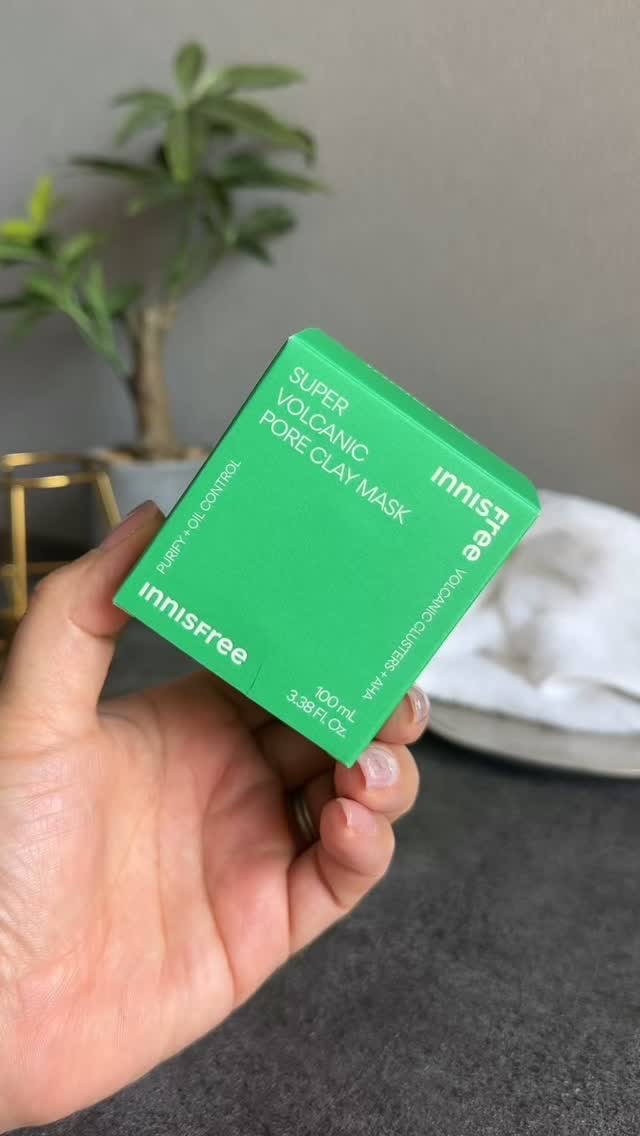 SUPER
VOLCANIC
PORE CLAY MASK
INNISFree
PURIFY + OIL CONTROL
VOLCANIC CLUSTERS + AHA
INNISFree
100 mL
3.38 Fl. Oz.